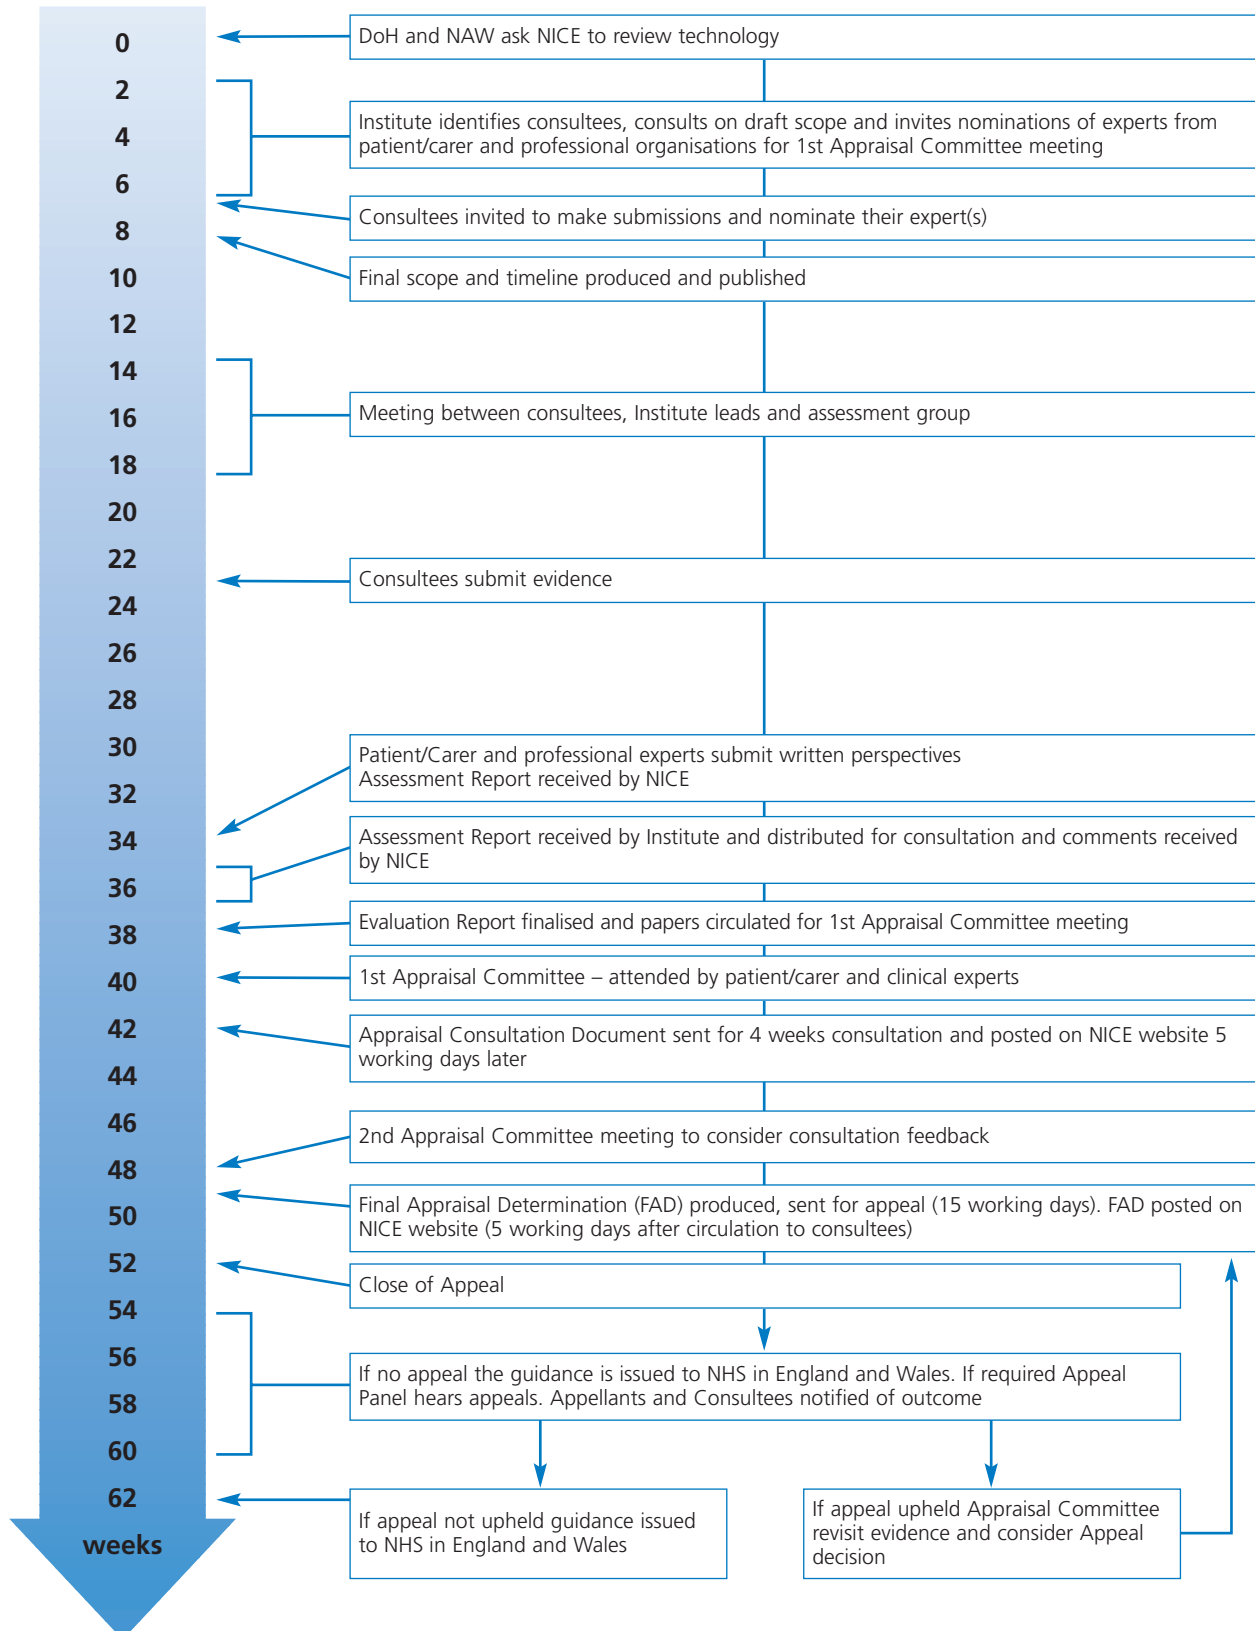 0
DoH and NAW ask NICE to review technology
2
4
Institute identifies consultees, consults on draft scope and invites nominations of experts from
patient/carer and professional organisations for 1st Appraisal Committee meeting
6
Consultees invited to make submissions and nominate their expert(s)
8
Final scope and timeline produced and published
10
12
14
16
Meeting between consultees, Institute leads and assessment group
18
20
22
Consultees submit evidence
24
26
28
30
Patient/Carer and professional experts submit written perspectives
Assessment Report received by NICE
32
34
Assessment Report received by Institute and distributed for consultation and comments received
by NICE
36
Evaluation Report finalised and papers circulated for 1st Appraisal Committee meeting
38
1st Appraisal Committee – attended by patient/carer and clinical experts
40
42
Appraisal Consultation Document sent for 4 weeks consultation and posted on NICE website 5
working days later
44
46
2nd Appraisal Committee meeting to consider consultation feedback
48
Final Appraisal Determination (FAD) produced, sent for appeal (15 working days). FAD posted on
NICE website (5 working days after circulation to consultees)
50
52
Close of Appeal
54
56
If no appeal the guidance is issued to NHS in England and Wales. If required Appeal
Panel hears appeals. Appellants and Consultees notified of outcome
58
60
62
If appeal not upheld guidance issued
to NHS in England and Wales
If appeal upheld Appraisal Committee
revisit evidence and consider Appeal
decision
weeks